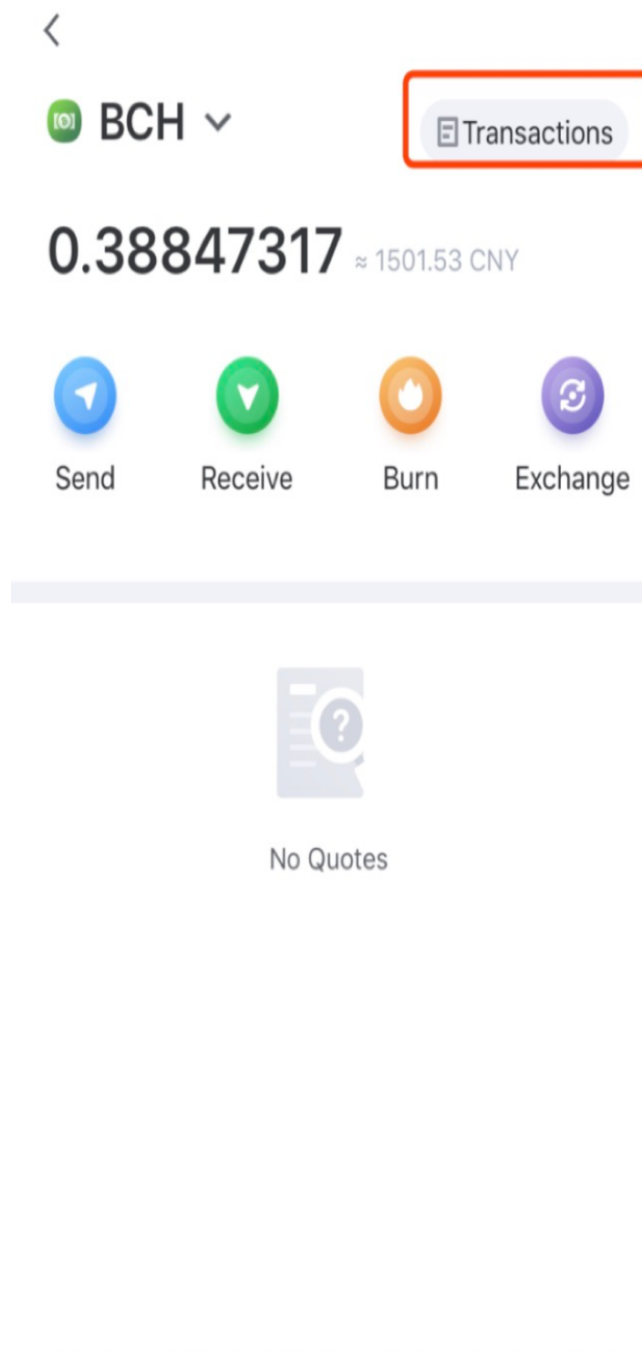 BCH
Transactions
0.38847317 ≈ 1501.53 CNY
Send Receive Burn Exchange
?
No Quotes